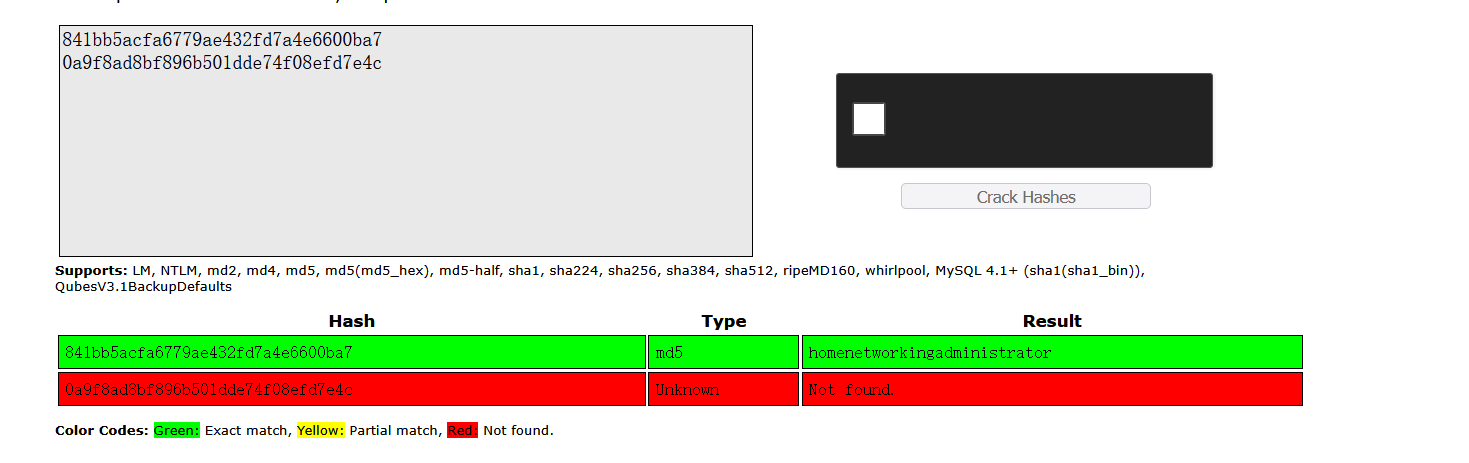 841bb5acfa6779ae432fd7a4e6600ba7
0a9f8ad8bf896b501dde74f08efd7e4c
Crack Hashes
Supports: LM, NTLM, md2, md4, md5, md5(md5_hex), md5-half, sha1, sha224, sha256, sha384, sha512, ripeMD160, whirlpool, MySQL 4.1+ (sha1(sha1_bin)),
QubesV3.1BackupDefaults
Hash Type Result
841bb5acfa6779ae432fd7a4e6600ba7 md5 homenetworkingadministrator
0a9f8ad8bf896b501dde74f08efd7e4c Unknown Not found.
Color Codes: Green: Exact match, Yellow: Partial match, Red: Not found.